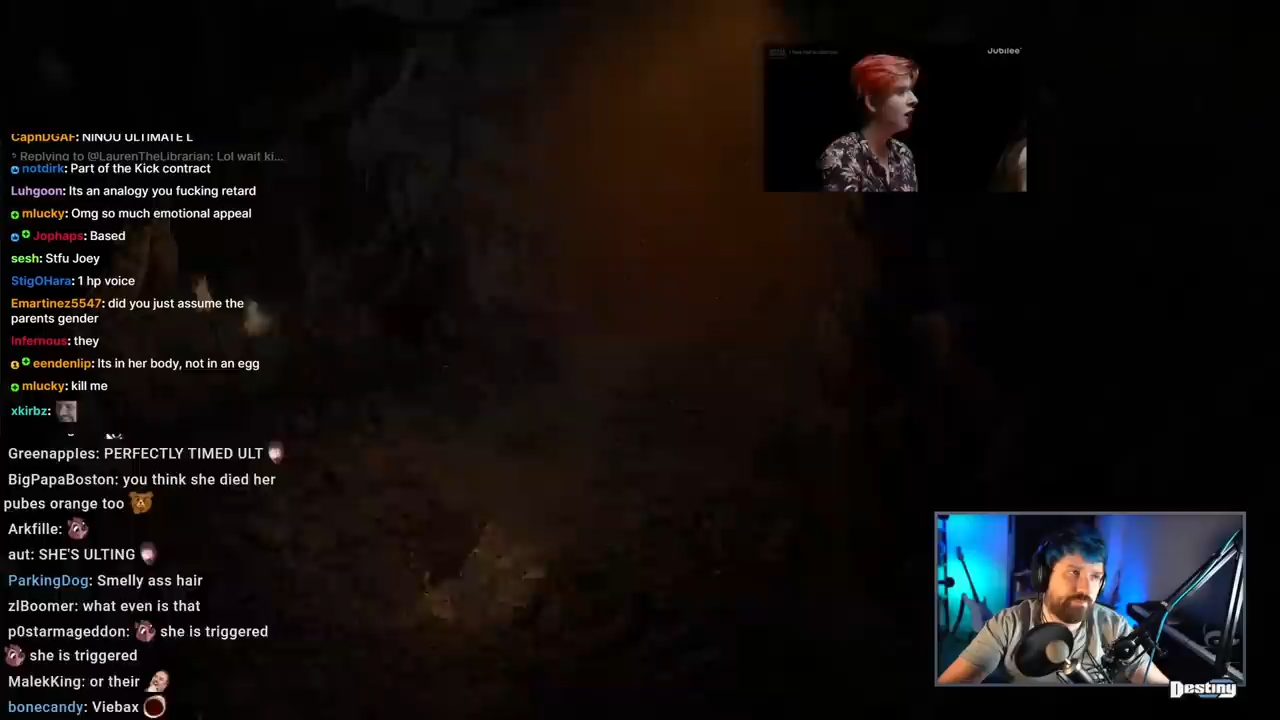 Jubilee
CapnDGAF: NINOU ULTIMATE L
Replying to @LaurenTheLibrarian: Lol wait ki...
notdirk: Part of the Kick contract
Luhgoon: Its an analogy you fucking retard
mlucky: Omg so much emotional appeal
Jophaps: Based
sesh: Stfu Joey
StigOHara: 1 hp voice
Emartinez5547: did you just assume the
parents gender
Infernous: they
eendenlip: Its in her body, not in an egg
mlucky: kill me
xkirbz:
Greenapples: PERFECTLY TIMED ULT
BigPapaBoston: you think she died her
pubes orange too
Arkfille:
aut: SHE'S ULTING
ParkingDog: Smelly ass hair
zlBoomer: what even is that
p0starmageddon: she is triggered
she is triggered
MalekKing: or their
bonecandy: Viebax
Destiny